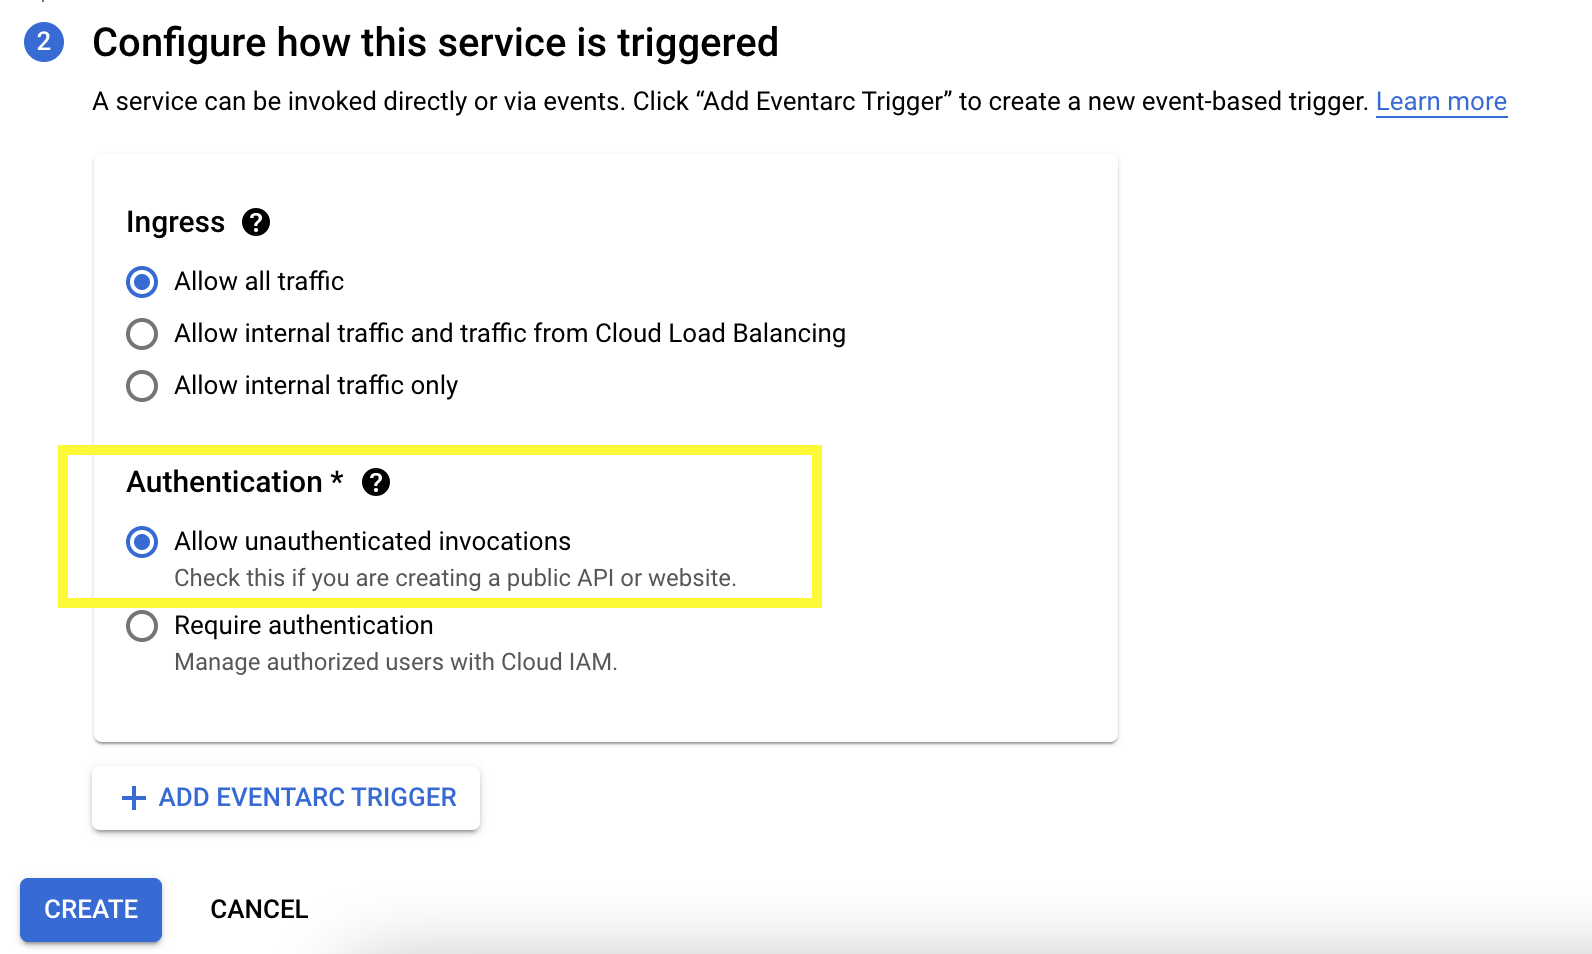 2 Configure how this service is triggered
A service can be invoked directly or via events. Click “Add Eventarc Trigger” to create a new event-based trigger. Learn more
Ingress ?
Allow all traffic
Allow internal traffic and traffic from Cloud Load Balancing
Allow internal traffic only
Authentication * ?
Allow unauthenticated invocations
Check this if you are creating a public API or website.
Require authentication
Manage authorized users with Cloud IAM.
+ ADD EVENTARC TRIGGER
CREATE CANCEL